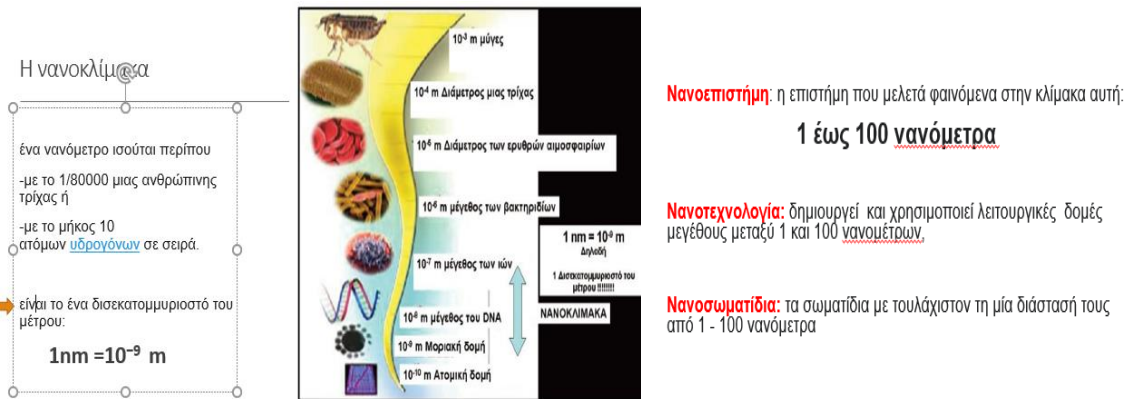 Η νανοκλίμακα
ένα νανόμετρο ισούται περίπου
-με το 1/80000 μιας ανθρώπινης
τρίχας ή
-με το μήκος 10
ατόμων υδρογόνων σε σειρά.
είναι το ένα δισεκατομμυριοστό του
μέτρου:
1nm =10⁻⁹ m
10⁻³ m μύγες
10⁻⁴ m Διάμετρος μιας τρίχας
10⁻⁶ m Διάμετρος των ερυθρών αιμοσφαιρίων
10⁻⁶ m μέγεθος των βακτηριδίων
10⁻⁷ m μέγεθος των ιών
10⁻⁸ m μέγεθος του DNA
10⁻⁹ m Μοριακή δομή
10⁻¹⁰ m Ατομική δομή
1 nm = 10⁻⁹ m
Δηλαδή
1 Δισεκατομμυριοστό του
μέτρου !!!!!!!
ΝΑΝΟΚΛΙΜΑΚΑ
Νανοεπιστήμη: η επιστήμη που μελετά φαινόμενα στην κλίμακα αυτή:
1 έως 100 νανόμετρα
Νανοτεχνολογία: δημιουργεί και χρησιμοποιεί λειτουργικές δομές
μεγέθους μεταξύ 1 και 100 νανομέτρων.
Νανοσωματίδια: τα σωματίδια με τουλάχιστον τη μία διάστασή τους
από 1 - 100 νανόμετρα